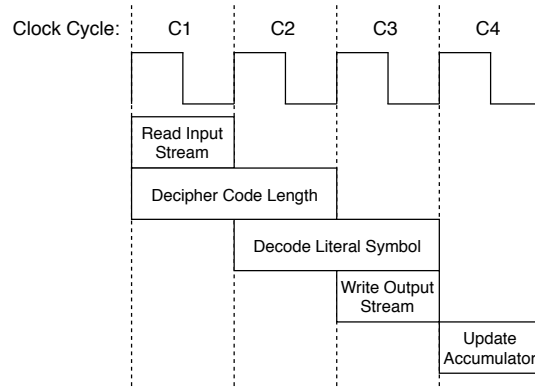 Clock Cycle: C1 C2 C3 C4
Read Input
Stream
Decipher Code Length
Decode Literal Symbol
Write Output
Stream
Update
Accumulator